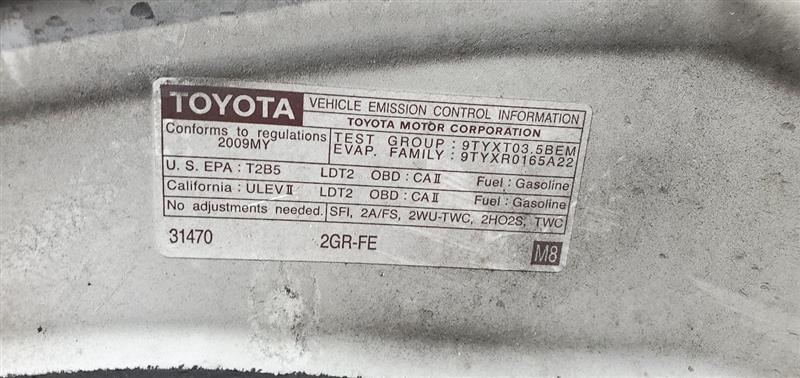 TOYOTA VEHICLE EMISSION CONTROL INFORMATION
TOYOTA MOTOR CORPORATION
Conforms to regulations
2009MY
TEST GROUP : 9TYXT03.5BEM
EVAP. FAMILY : 9TYXR0165A22
U. S. EPA : T2B5 LDT2 OBD : CAII Fuel : Gasoline
California : ULEVII LDT2 OBD : CAII Fuel : Gasoline
No adjustments needed. SFI, 2A/FS, 2WU-TWC, 2HO2S, TWC
31470 2GR-FE M8